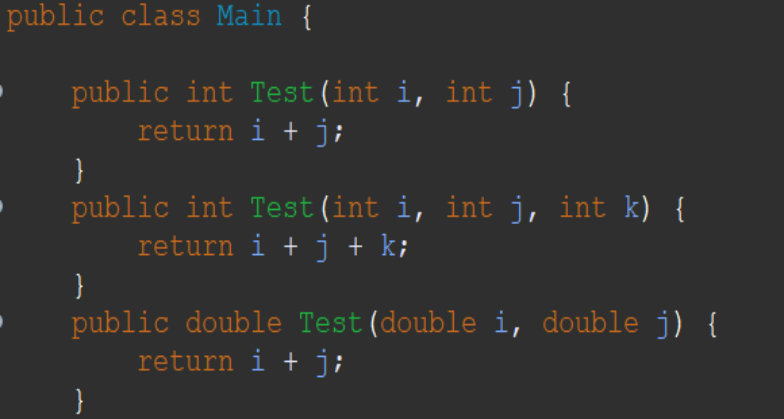 public class Main {
public int Test(int i, int j) {
return i + j;
}
public int Test(int i, int j, int k) {
return i + j + k;
}
public double Test(double i, double j) {
return i + j;
}